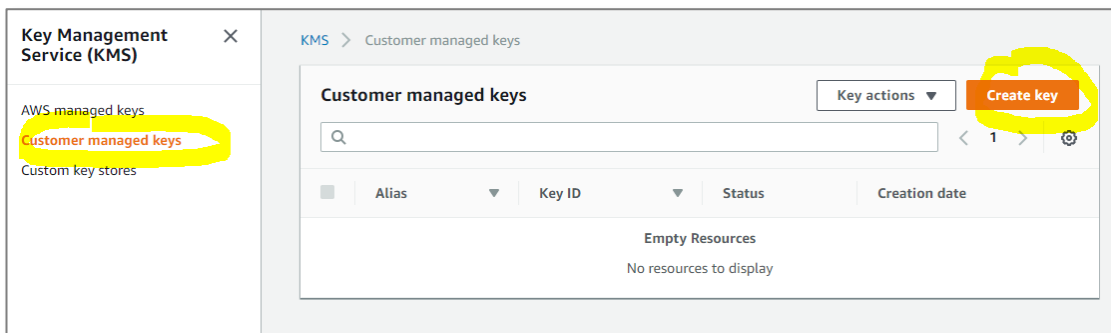 Key Management
Service (KMS)
AWS managed keys
Customer managed keys
Custom key stores
KMS > Customer managed keys
Customer managed keys
Key actions
Create key
1
Alias
Key ID
Status
Creation date
Empty Resources
No resources to display